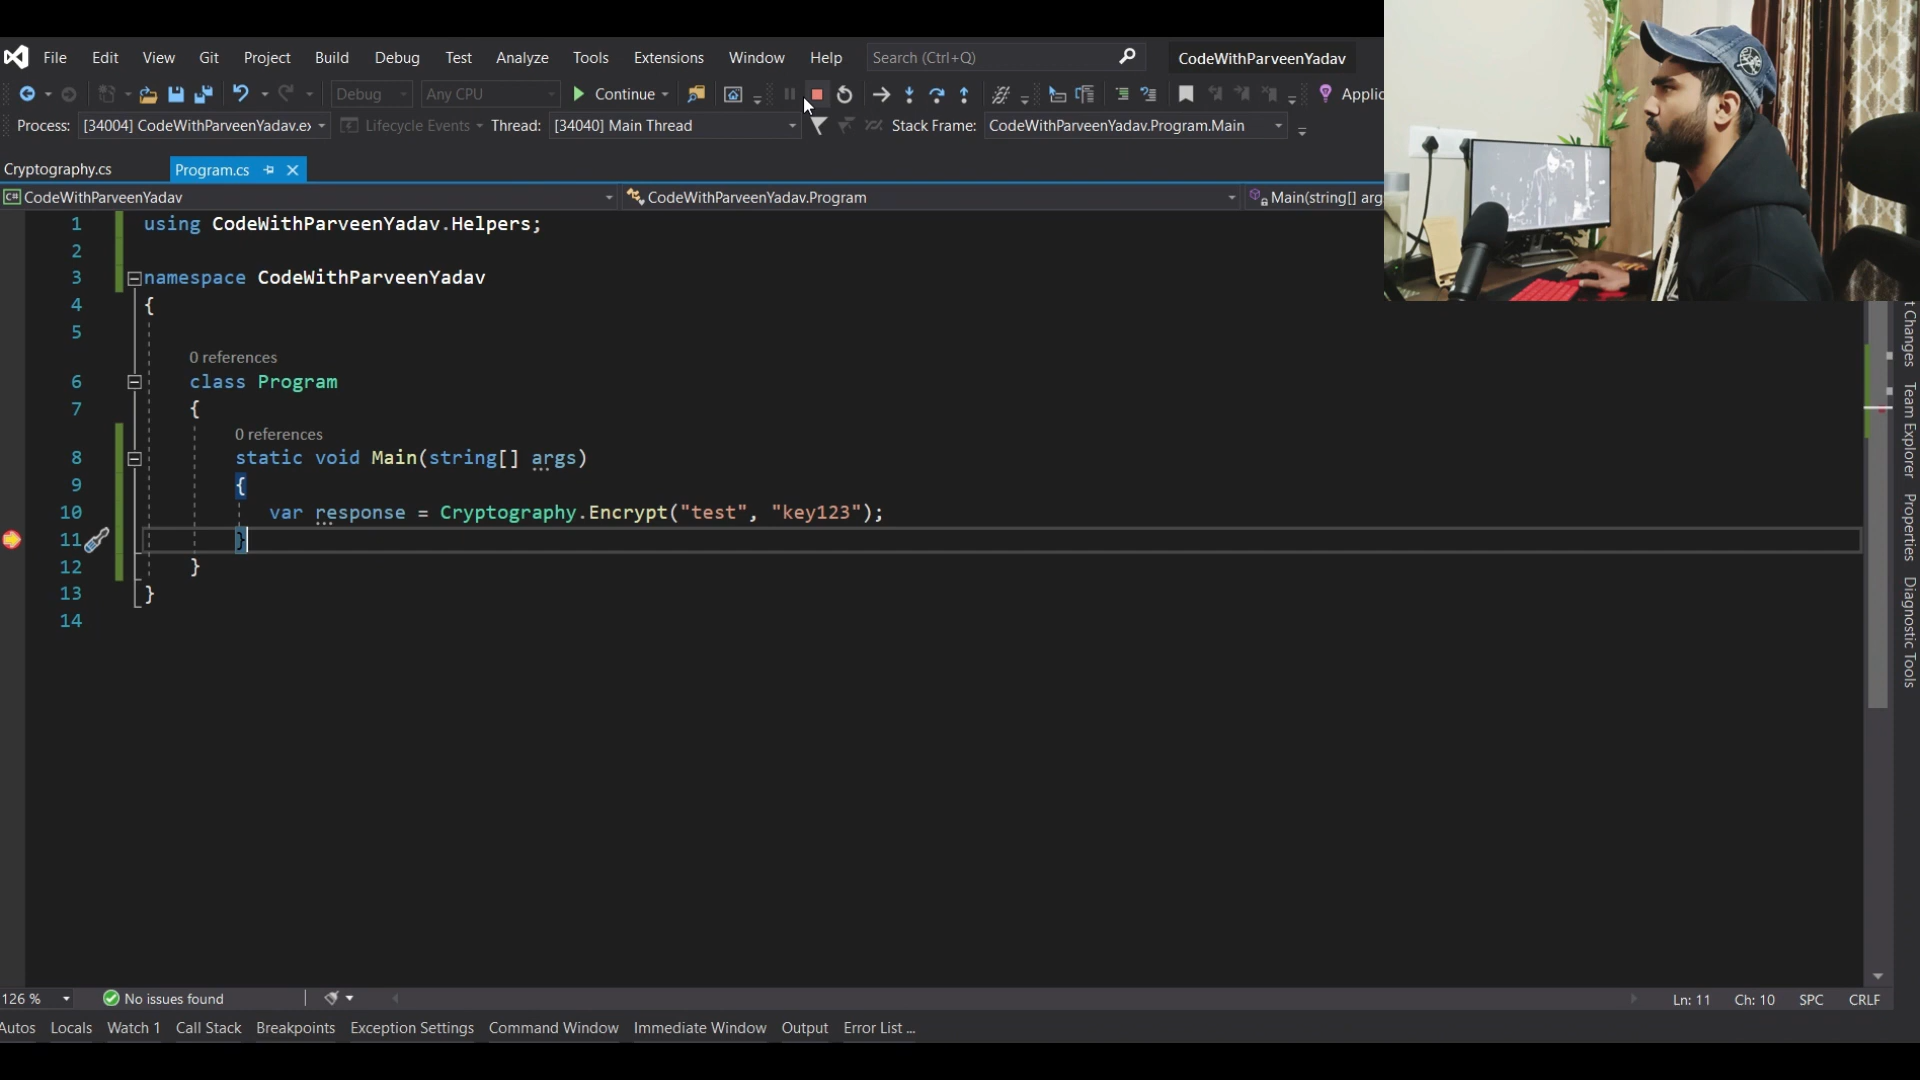 File Edit View Git Project Build Debug Test Analyze Tools Extensions Window Help Search (Ctrl+Q) CodeWithParveenYadav
Debug Any CPU Continue Applic
Process: [34004] CodeWithParveenYadav.ex Lifecycle Events Thread: [34040] Main Thread Stack Frame: CodeWithParveenYadav.Program.Main
Cryptography.cs Program.cs
C# CodeWithParveenYadav CodeWithParveenYadav.Program Main(string[] arg
1 using CodeWithParveenYadav.Helpers;
2
3 namespace CodeWithParveenYadav
4 {
5
0 references
6 class Program
7 {
0 references
8 static void Main(string[] args)
9 {
10 var response = Cryptography.Encrypt("test", "key123");
11 }
12 }
13 }
14
t Changes
Team Explorer
Properties
Diagnostic Tools
126 % No issues found Ln: 11 Ch: 10 SPC CRLF
Autos Locals Watch 1 Call Stack Breakpoints Exception Settings Command Window Immediate Window Output Error List ...